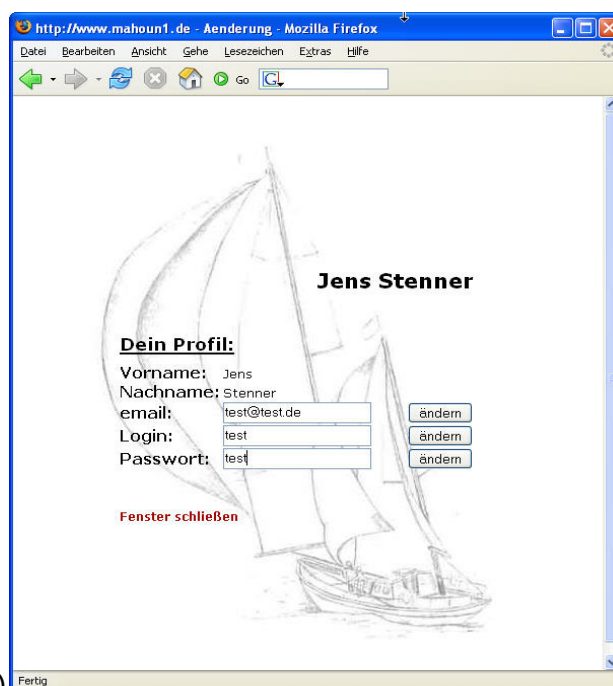 http://www.mahoun1.de - Aenderung - Mozilla Firefox
Datei Bearbeiten Ansicht Gehe Lesezeichen Extras Hilfe
Go G
Jens Stenner
Dein Profil:
Vorname: Jens
Nachname: Stenner
email: test@test.de ändern
Login: test ändern
Passwort: test ändern
Fenster schließen
) Fertig